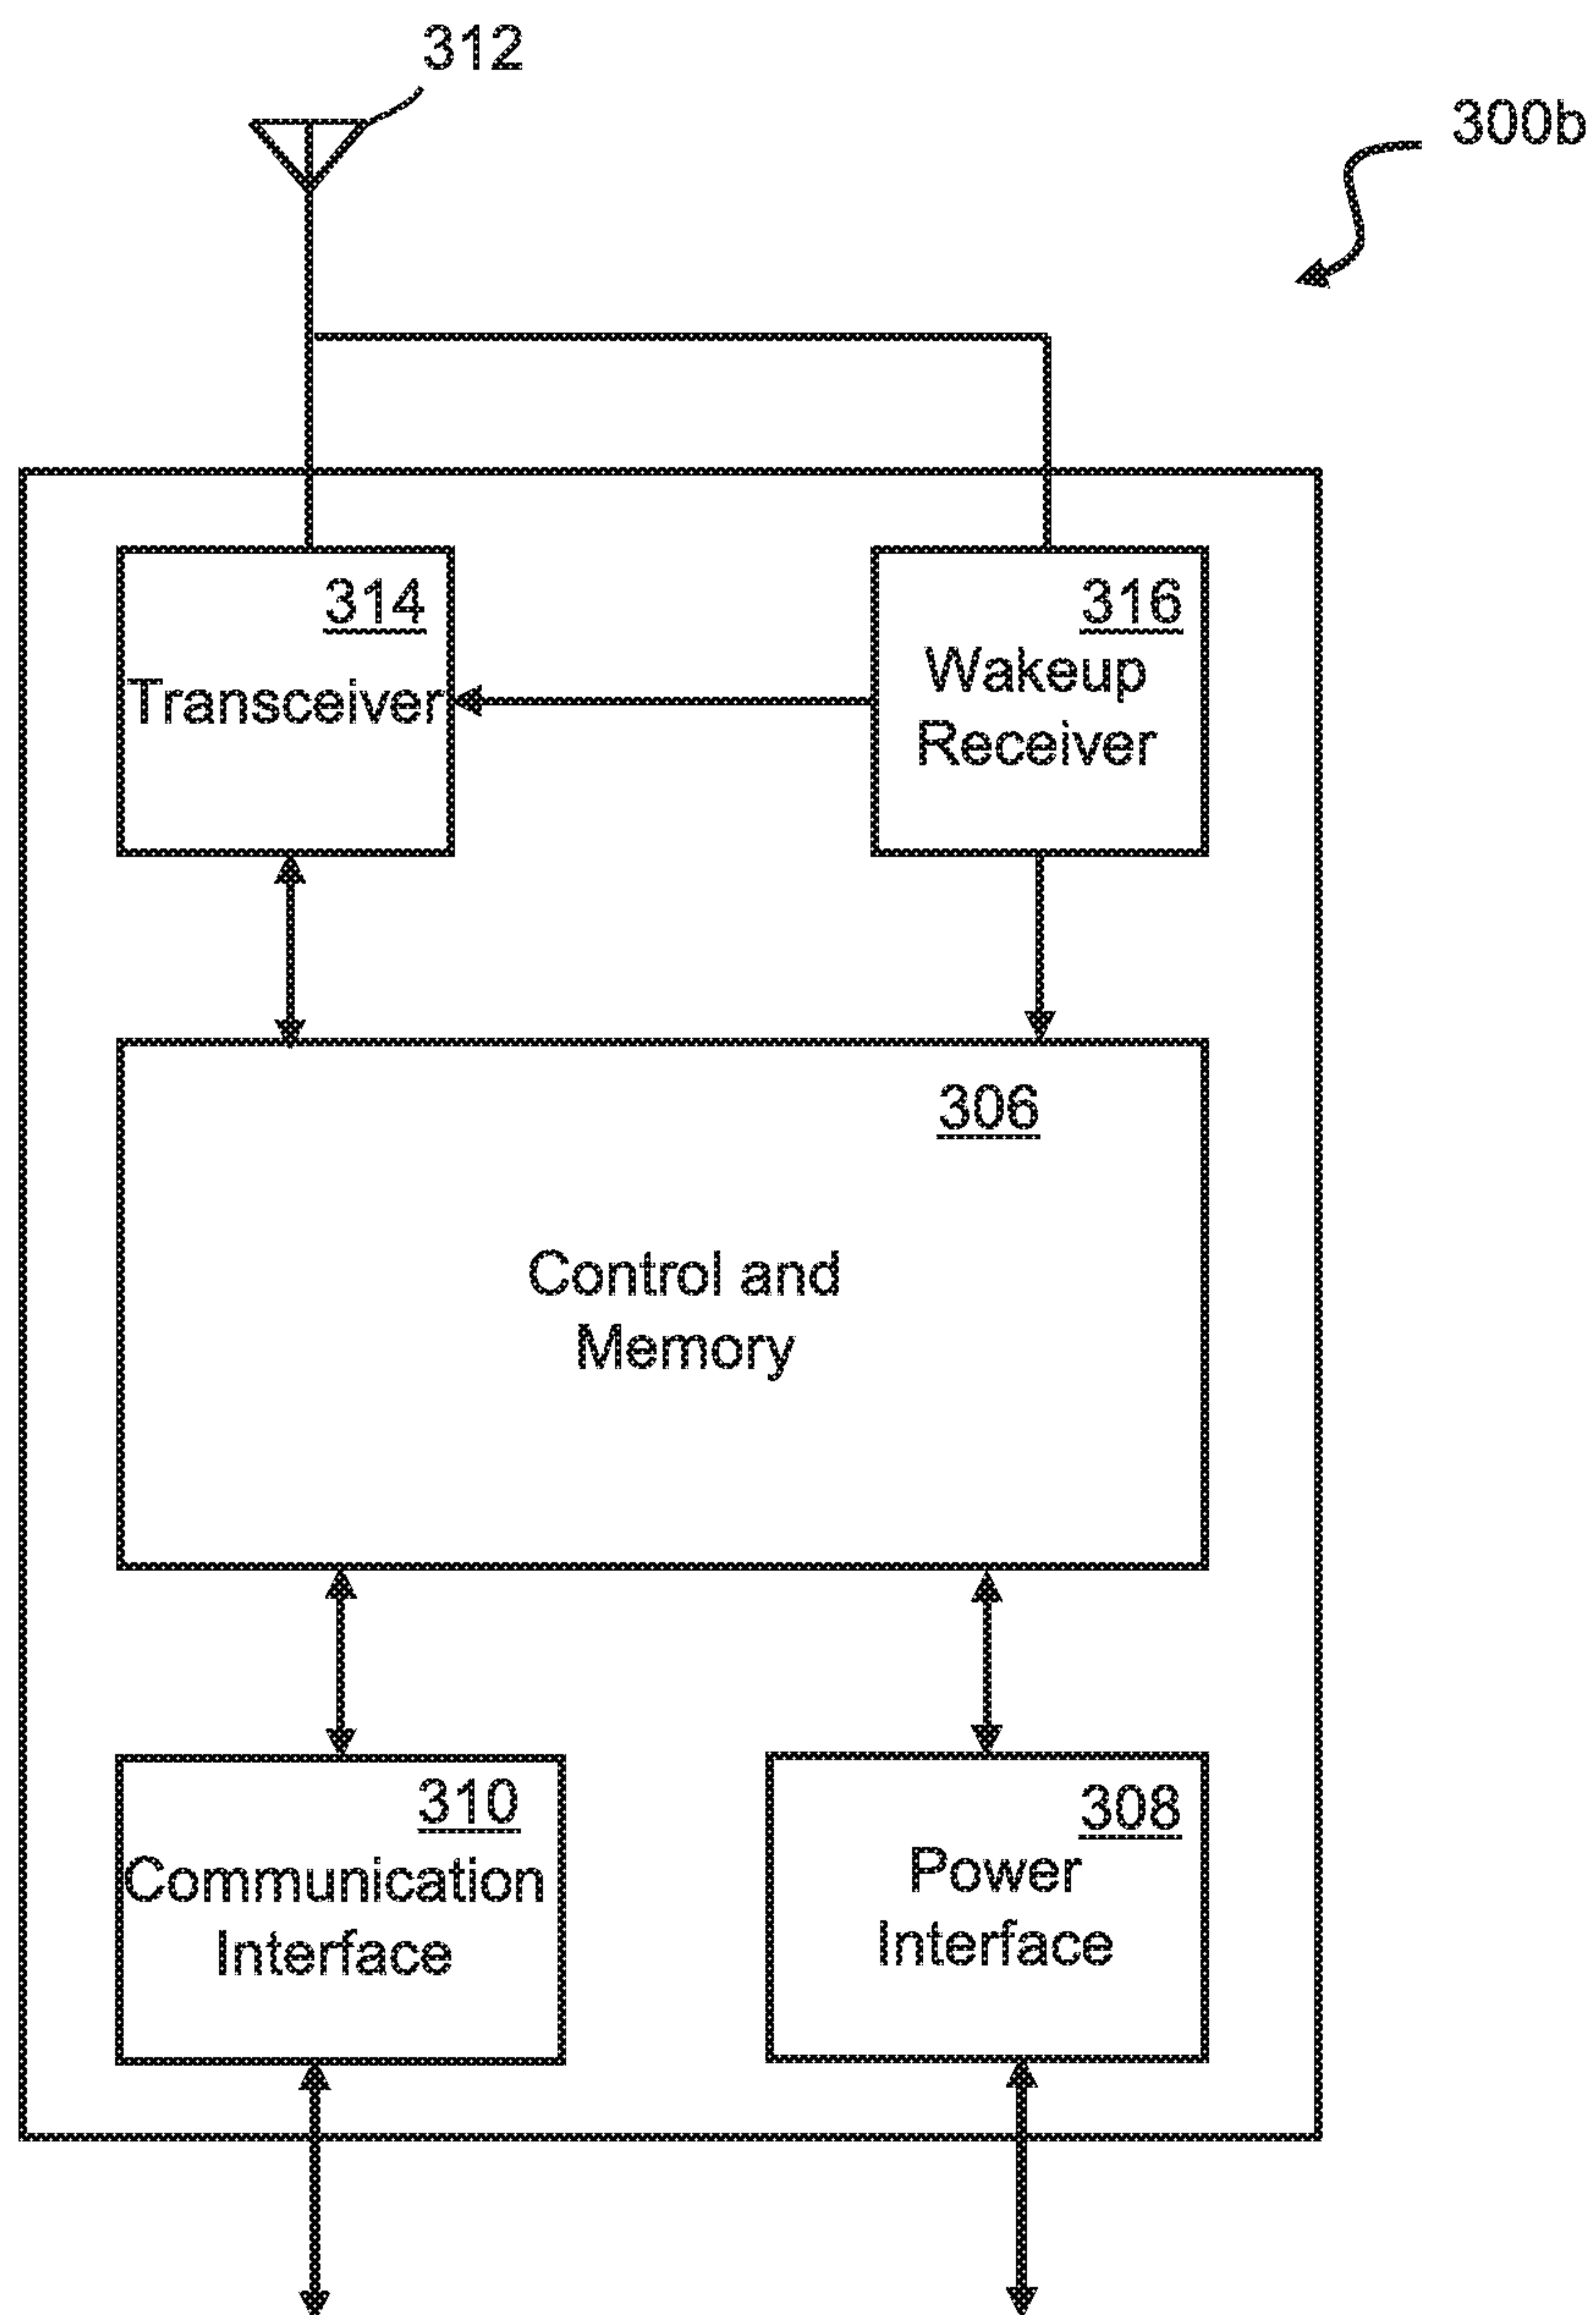 312
300b
314
Transceiver
316
Wakeup
Receiver
306
Control and
Memory
310
Communication
Interface
308
Power
Interface